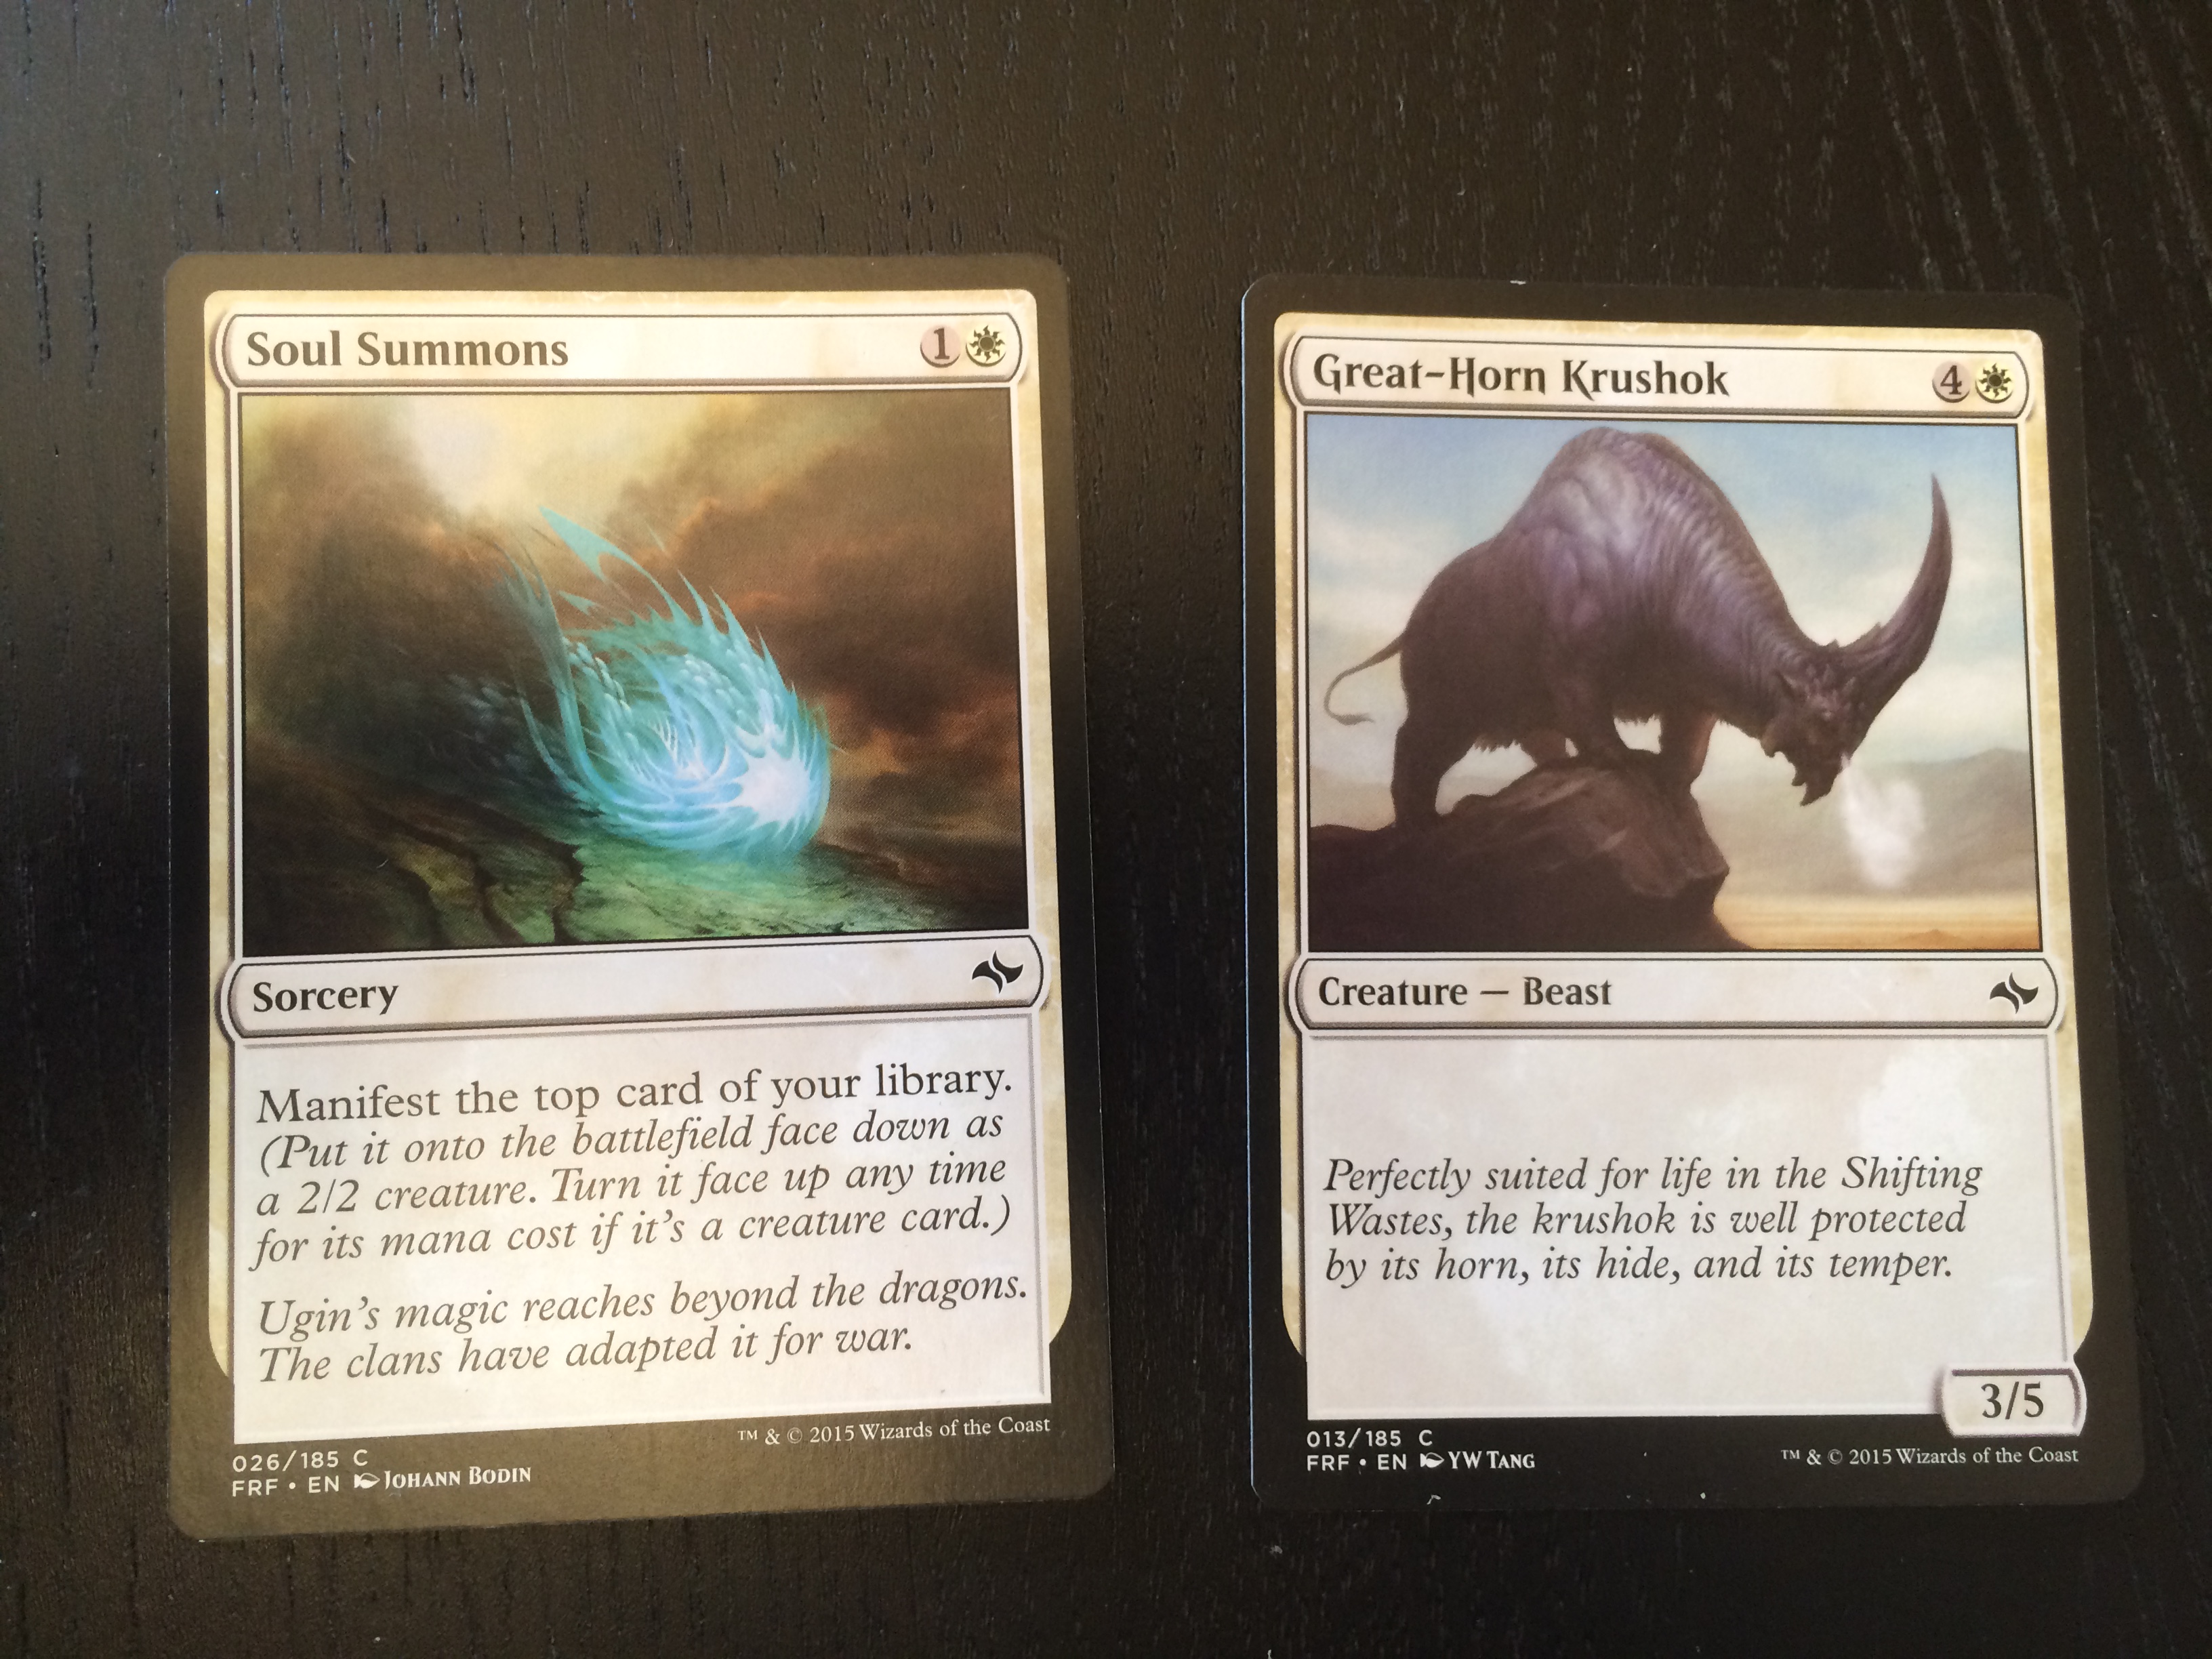 Soul Summons 1
Sorcery
Manifest the top card of your library.
(Put it onto the battlefield face down as
a 2/2 creature. Turn it face up any time
for its mana cost if it's a creature card.)
Ugin's magic reaches beyond the dragons.
The clans have adapted it for war.
026/185 C
FRF • EN JOHANN BODIN
™ & © 2015 Wizards of the Coast
Great-Horn Krushok 4
Creature — Beast
Perfectly suited for life in the Shifting
Wastes, the krushok is well protected
by its horn, its hide, and its temper.
3/5
013/185 C
FRF • EN YW TANG
™ & © 2015 Wizards of the Coast